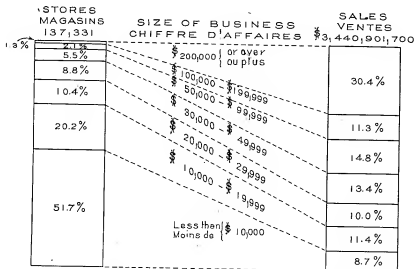 STORES
MAGASINS
137,331
SIZE OF BUSINESS
CHIFFRE D'AFFAIRES
SALES
VENTES
$3,440,901,700
1.3%
2.1%
5.5%
8.8%
10.4%
20.2%
51.7%
$200,000 or over
ou plus
$100,000 - $199,999
$50,000 - $99,999
$30,000 - $49,999
$20,000 - $29,999
$10,000 - $19,999
Less than
Moins de $10,000
30.4%
11.3%
14.8%
13.4%
10.0%
11.4%
8.7%